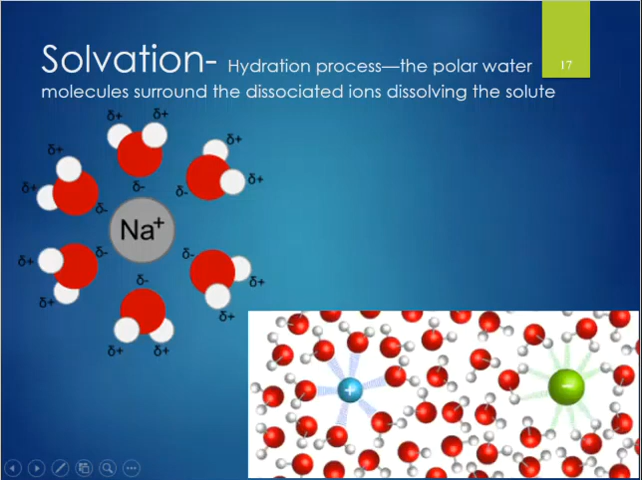 Solvation- Hydration process—the polar water
17
molecules surround the dissociated ions dissolving the solute
δ+ δ+
δ+ δ+
δ+ δ- δ- δ+
δ-
Na+
δ- δ-
δ+ δ- δ+
δ+ δ+
δ+ δ+
+ -